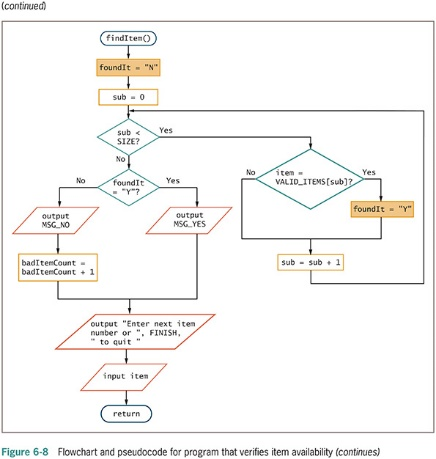 (continued)
findItem()
foundIt = "N"
sub = 0
sub <
SIZE?
Yes
No
item =
VALID_ITEMS[sub]?
No
Yes
foundIt = "Y"
sub = sub + 1
foundIt
= "Y"?
No
Yes
output
MSG_NO
output
MSG_YES
badItemCount =
badItemCount + 1
output "Enter next item
number or ", FINISH,
" to quit "
input item
return
Figure 6-8 Flowchart and pseudocode for program that verifies item availability (continues)